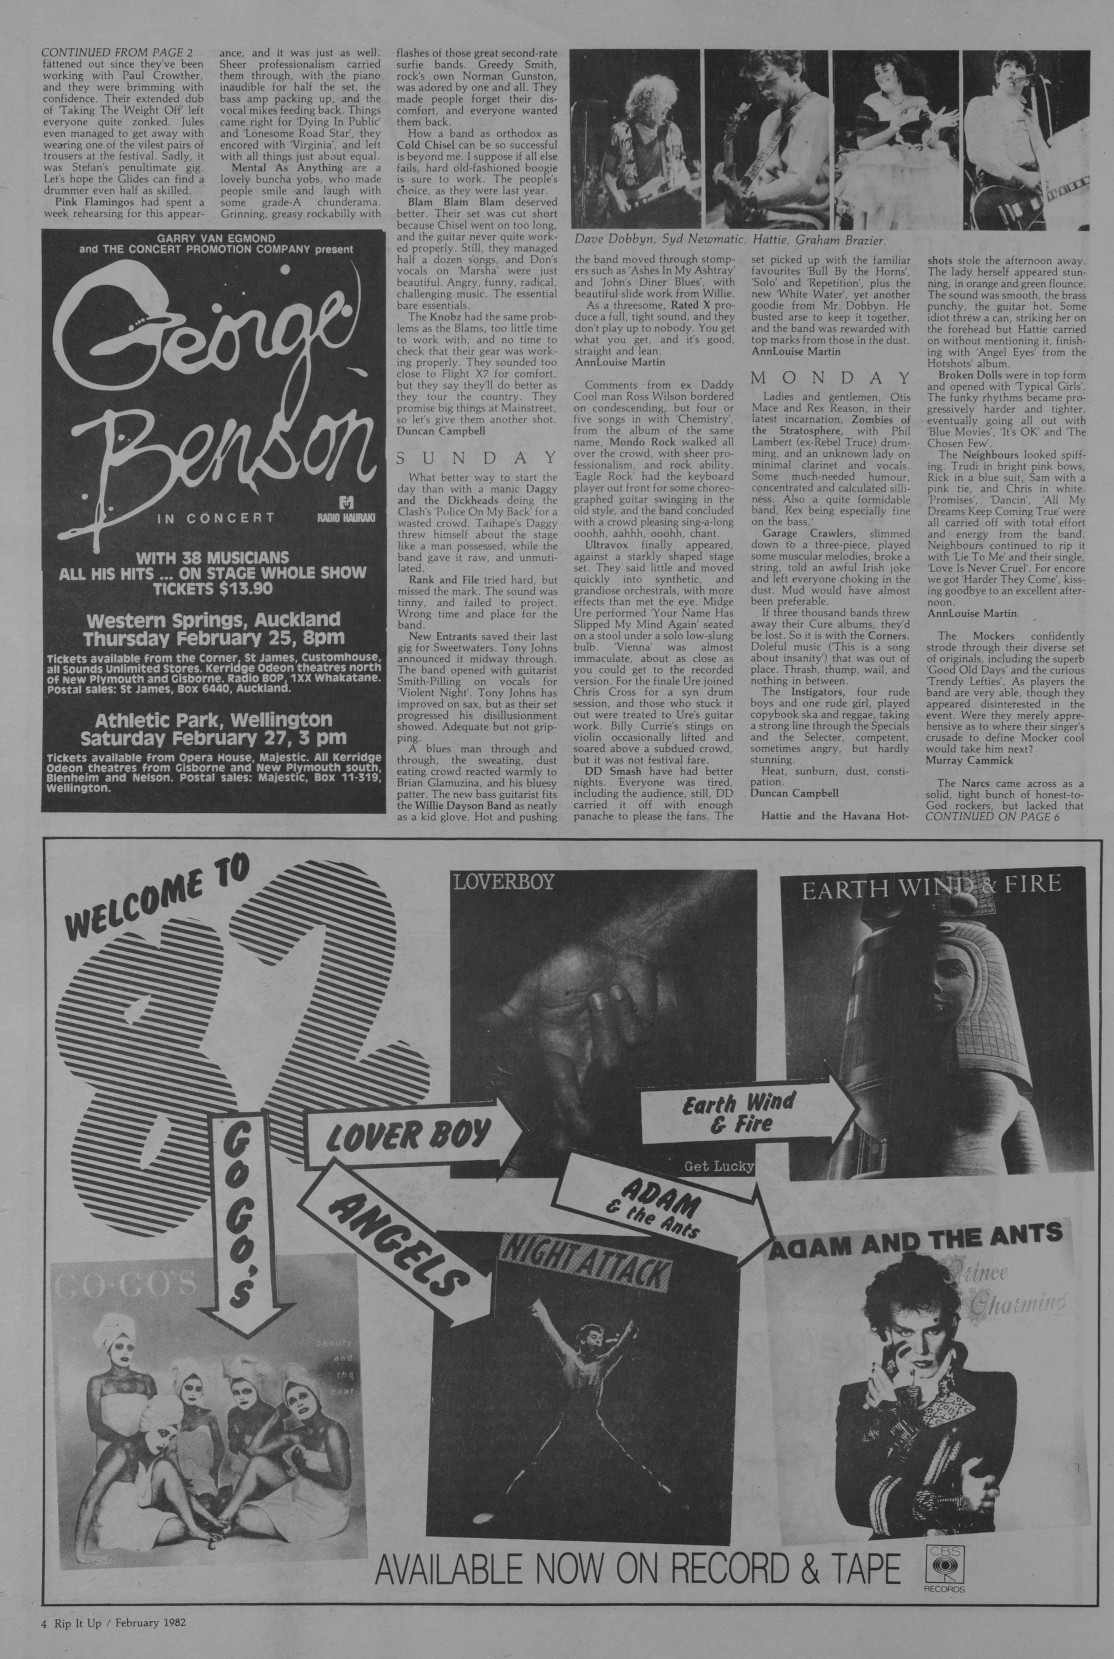 CONTINUED FROM PAGE 2
fattened out since they've been
working with Paul Crowther,
and they were brimming with
confidence. Their extended dub
of 'Taking The Weight Off' left
everyone quite zonked. Jules
even managed to get away with
wearing one of the vilest pairs of
trousers at the festival. Sadly, it
was Stefan's penultimate gig.
Let's hope the Glides can find a
drummer even half as skilled.
Pink Flamingos had spent a
week rehearsing for this appear-
ance, and it was just as well.
Sheer professionalism carried
them through, with the piano
inaudible for half the set, the
bass amp packing up, and the
vocal mikes feeding back. Things
came right for 'Dying In Public'
and 'Lonesome Road Star', they
encored with 'Virginia', and left
with all things just about equal.
Mental As Anything are a
lovely buncha yobs, who made
people smile and laugh with
some grade-A chunderama.
Grinning, greasy rockabilly with
flashes of those great second-rate
surfie bands. Greedy Smith,
rock's own Norman Gunston,
was adored by one and all. They
made people forget their dis-
comfort, and everyone wanted
them back.
How a band as orthodox as
Cold Chisel can be so successful
is beyond me. I suppose if all else
fails, hard old-fashioned boogie
is sure to work. The people's
choice, as they were last year.
Blam Blam Blam deserved
better. Their set was cut short
because Chisel went on too long,
and the guitar never quite work-
ed properly. Still, they managed
half a dozen songs, and Don's
vocals on 'Marsha' were just
beautiful. Angry, funny, radical,
challenging music. The essential
bare essentials.
The Knobz had the same prob-
lems as the Blams, too little time
to work with, and no time to
check that their gear was work-
ing properly. They sounded too
close to Flight X7 for comfort,
but they say they'll do better as
they tour the country. They
promise big things at Mainstreet,
so let's give them another shot.
Duncan Campbell
SUNDAY
What better way to start the
day than with a manic Daggy
and the Dickheads doing the
Clash's 'Police On My Back' for a
wasted crowd. Taihape's Daggy
threw himself about the stage
like a man possessed, while the
band gave it raw, and unmuti-
lated.
Rank and File tried hard, but
missed the mark. The sound was
tinny, and failed to project.
Wrong time and place for the
band.
New Entrants saved their last
gig for Sweetwaters. Tony Johns
announced it midway through.
The band opened with guitarist
Smith-Pilling on vocals for
'Violent Night'. Tony Johns has
improved on sax, but as their set
progressed his disillusionment
showed. Adequate but not grip-
ping.
A blues man through and
through, the sweating, dust
eating crowd reacted warmly to
Brian Glamuzina, and his bluesy
patter. The new bass guitarist fits
the Willie Dayson Band as neatly
as a kid glove. Hot and pushing
Dave Dobbyn, Syd Newmatic, Hattie, Graham Brazier.
the band moved through stomp-
ers such as 'Ashes In My Ashtray'
and 'John's Diner Blues', with
beautiful slide work from Willie.
As a threesome, Rated X pro-
duce a full, tight sound, and they
don't play up to nobody. You get
what you get, and it's good,
straight and lean.
AnnLouise Martin
Comments from ex Daddy
Cool man Ross Wilson bordered
on condescending, but four or
five songs in with 'Chemistry',
from the album of the same
name, Mondo Rock walked all
over the crowd, with sheer pro-
fessionalism, and rock ability.
'Eagle Rock' had the keyboard
player out front for some choreo-
graphed guitar swinging in the
old style, and the band concluded
with a crowd pleasing sing-a-long
ooohh, aahhh, ooohh, chant.
Ultravox finally appeared,
against a starkly shaped stage
set. They said little and moved
quickly into synthetic, and
grandiose orchestrals, with more
effects than met the eye. Midge
Ure performed 'Your Name Has
Slipped My Mind Again' seated
on a stool under a solo low-slung
bulb. 'Vienna' was almost
immaculate, about as close as
you could get to the recorded
version. For the finale Ure joined
Chris Cross for a syn drum
session, and those who stuck it
out were treated to Ure's guitar
work. Billy Currie's stings on
violin occasionally lifted and
soared above a subdued crowd,
but it was not festival fare.
DD Smash have had better
nights. Everyone was tired,
including the audience, still, DD
carried it off with enough
panache to please the fans. The
set picked up with the familiar
favourites 'Bull By the Horns',
'Solo' and 'Repetition', plus the
new 'White Water', yet another
goodie from Mr Dobbyn. He
busted arse to keep it together,
and the band was rewarded with
top marks from those in the dust.
AnnLouise Martin
MONDAY
Ladies and gentlemen, Otis
Mace and Rex Reason, in their
latest incarnation, Zombies of
the Stratosphere, with Phil
Lambert (ex-Rebel Truce) drum-
ming, and an unknown lady on
minimal clarinet and vocals.
Some much-needed humour,
concentrated and calculated silli-
ness. Also a quite formidable
band, Rex being especially fine
on the bass.
Garage Crawlers, slimmed
down to a three-piece, played
some muscular melodies, broke a
string, told an awful Irish joke
and left everyone choking in the
dust. Mud would have almost
been preferable.
If three thousand bands threw
away their Cure albums, they'd
be lost. So it is with the Corners.
Doleful music ('This is a song
about insanity') that was out of
place. Thrash, thump, wail, and
nothing in between.
The Instigators, four rude
boys and one rude girl, played
copybook ska and reggae, taking
a strong line through the Specials
and the Selecter, competent,
sometimes angry, but hardly
stunning.
Heat, sunburn, dust, consti-
pation.
Duncan Campbell
Hattie and the Havana Hot-
shots stole the afternoon away.
The lady herself appeared stun-
ning, in orange and green flounce.
The sound was smooth, the brass
punchy, the guitar hot. Some
idiot threw a can, striking her on
the forehead but Hattie carried
on without mentioning it, finish-
ing with 'Angel Eyes' from the
Hotshots' album.
Broken Dolls were in top form
and opened with 'Typical Girls'.
The funky rhythms became pro-
gressively harder and tighter,
eventually going all out with
'Blue Movies', 'It's OK' and 'The
Chosen Few'.
The Neighbours looked spiff-
ing. Trudi in bright pink bows,
Rick in a blue suit, Sam with a
pink tie, and Chris in white.
'Promises', 'Dancin', 'All My
Dreams Keep Coming True' were
all carried off with total effort
and energy from the band.
Neighbours continued to rip it
with 'Lie To Me' and their single,
'Love Is Never Cruel'. For encore
we got 'Harder They Come', kiss-
ing goodbye to an excellent after-
noon.
AnnLouise Martin
The Mockers confidently
strode through their diverse set
of originals, including the superb
'Good Old Days' and the curious
'Trendy Lefties'. As players the
band are very able, though they
appeared disinterested in the
event. Were they merely appre-
hensive as to where their singer's
crusade to define Mocker cool
would take him next?
Murray Cammick
The Narcs came across as a
solid, tight bunch of honest-to-
God rockers, but lacked that
CONTINUED ON PAGE 6
GARRY VAN EGMOND
and THE CONCERT PROMOTION COMPANY present
George
Benson
IN CONCERT
RADIO HAURAKI
WITH 38 MUSICIANS
ALL HIS HITS ... ON STAGE WHOLE SHOW
TICKETS $13.90
Western Springs, Auckland
Thursday February 25, 8pm
Tickets available from the Corner, St James, Customhouse,
all Sounds Unlimited Stores. Kerridge Odeon theatres north
of New Plymouth and Gisborne. Radio BOP, 1XX Whakatane.
Postal sales: St James, Box 6440, Auckland.
Athletic Park, Wellington
Saturday February 27, 3 pm
Tickets available from Opera House, Majestic. All Kerridge
Odeon theatres from Gisborne and New Plymouth south,
Blenheim and Nelson. Postal sales: Majestic, Box 11-319,
Wellington.
WELCOME TO
82
LOVERBOY
Get Lucky
EARTH WIND & FIRE
LOVER BOY
Earth Wind
& Fire
GO GO'S
ANGELS
ADAM
& the Ants
GO-GO'S
beauty
and
the
beat
NIGHT ATTACK
ADAM AND THE ANTS
Prince
Charming
AVAILABLE NOW ON RECORD & TAPE
CBS
RECORDS
4 Rip It Up / February 1982